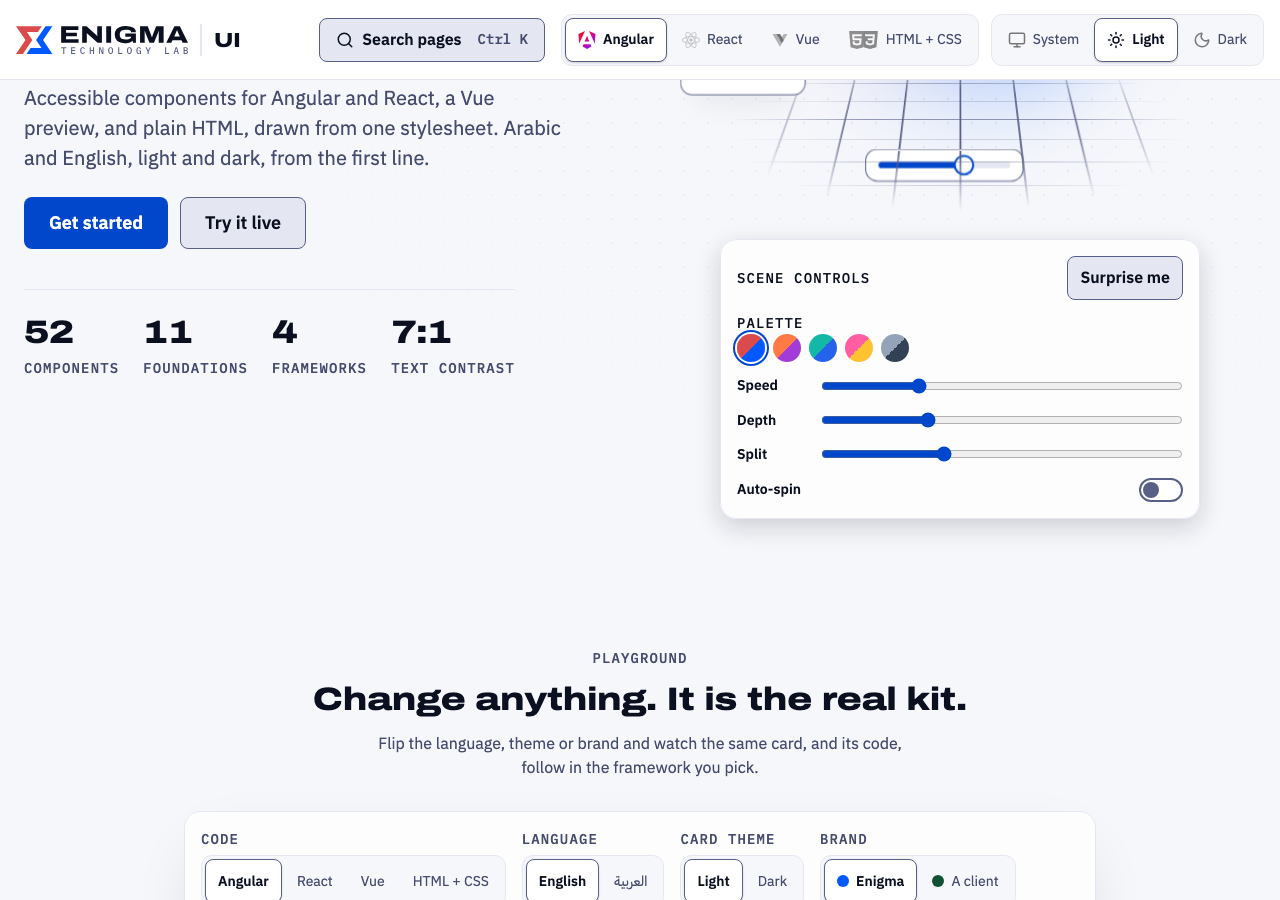 ENIGMA
TECHNOLOGY LAB
UI
Search pages Ctrl K
Angular React Vue HTML + CSS
System Light Dark
Accessible components for Angular and React, a Vue
preview, and plain HTML, drawn from one stylesheet. Arabic
and English, light and dark, from the first line.
Get started Try it live
52 11 4 7:1
COMPONENTS FOUNDATIONS FRAMEWORKS TEXT CONTRAST
SCENE CONTROLS Surprise me
PALETTE
Speed
Depth
Split
Auto-spin
PLAYGROUND
Change anything. It is the real kit.
Flip the language, theme or brand and watch the same card, and its code,
follow in the framework you pick.
CODE LANGUAGE CARD THEME BRAND
Angular React Vue HTML + CSS English العربية Light Dark Enigma A client